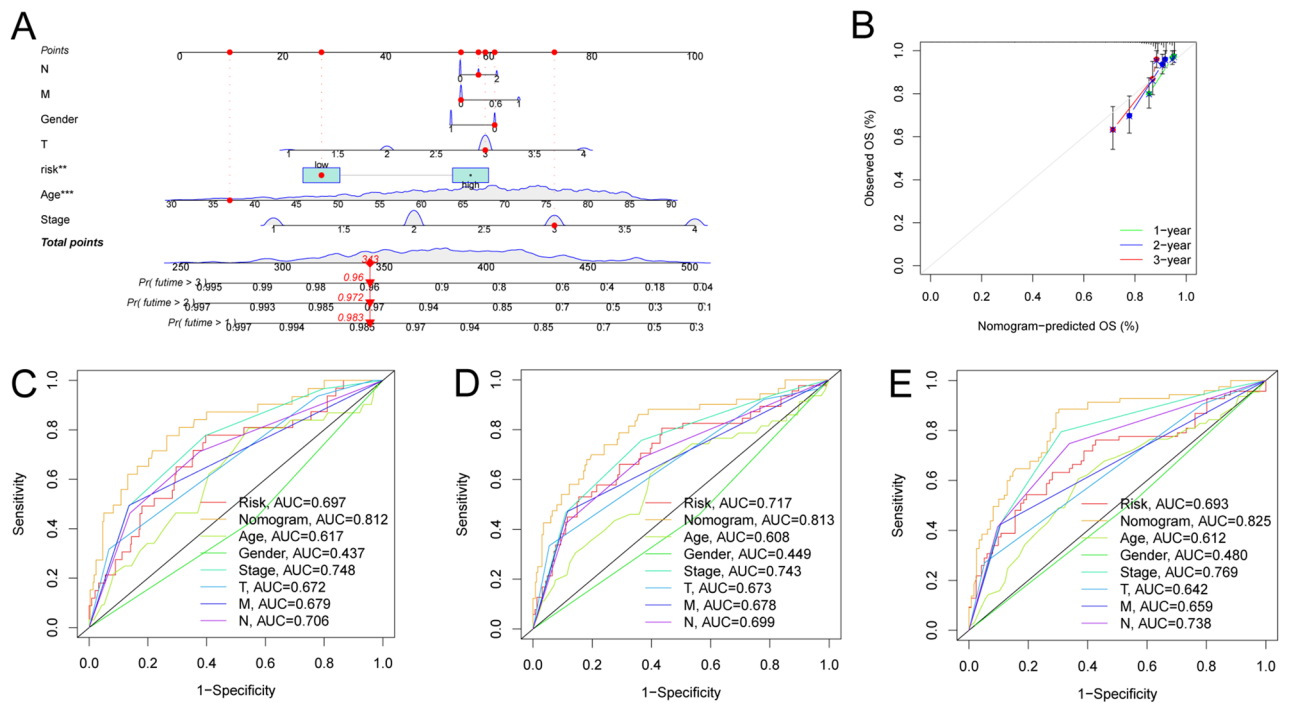 A
Points
0 20 40 60 80 100
N
0 2
M
0 0.6 1
Gender
1 0
T
1 1.5 2 2.5 3 3.5 4
risk**
low
high
Age***
30 35 40 45 50 55 60 65 70 75 80 85 90
Stage
1 1.5 2 2.5 3 3.5 4
Total points
343
250 300 350 400 450 500
0.96
Pr( futime > 3 )
0.995 0.99 0.98 0.96 0.9 0.8 0.6 0.4 0.18 0.04
0.972
Pr( futime > 2 )
0.997 0.993 0.985 0.97 0.94 0.85 0.7 0.5 0.3 0.1
0.983
Pr( futime > 1 )
0.997 0.994 0.985 0.97 0.94 0.85 0.7 0.5 0.3
B
Observed OS (%)
0.0 0.2 0.4 0.6 0.8 1.0
1−year
2−year
3−year
0.0 0.2 0.4 0.6 0.8 1.0
Nomogram−predicted OS (%)
C
Sensitivity
0.0 0.2 0.4 0.6 0.8 1.0
Risk, AUC=0.697
Nomogram, AUC=0.812
Age, AUC=0.617
Gender, AUC=0.437
Stage, AUC=0.748
T, AUC=0.672
M, AUC=0.679
N, AUC=0.706
0.0 0.2 0.4 0.6 0.8 1.0
1−Specificity
D
Sensitivity
0.0 0.2 0.4 0.6 0.8 1.0
Risk, AUC=0.717
Nomogram, AUC=0.813
Age, AUC=0.608
Gender, AUC=0.449
Stage, AUC=0.743
T, AUC=0.673
M, AUC=0.678
N, AUC=0.699
0.0 0.2 0.4 0.6 0.8 1.0
1−Specificity
E
Sensitivity
0.0 0.2 0.4 0.6 0.8 1.0
Risk, AUC=0.693
Nomogram, AUC=0.825
Age, AUC=0.612
Gender, AUC=0.480
Stage, AUC=0.769
T, AUC=0.642
M, AUC=0.659
N, AUC=0.738
0.0 0.2 0.4 0.6 0.8 1.0
1−Specificity